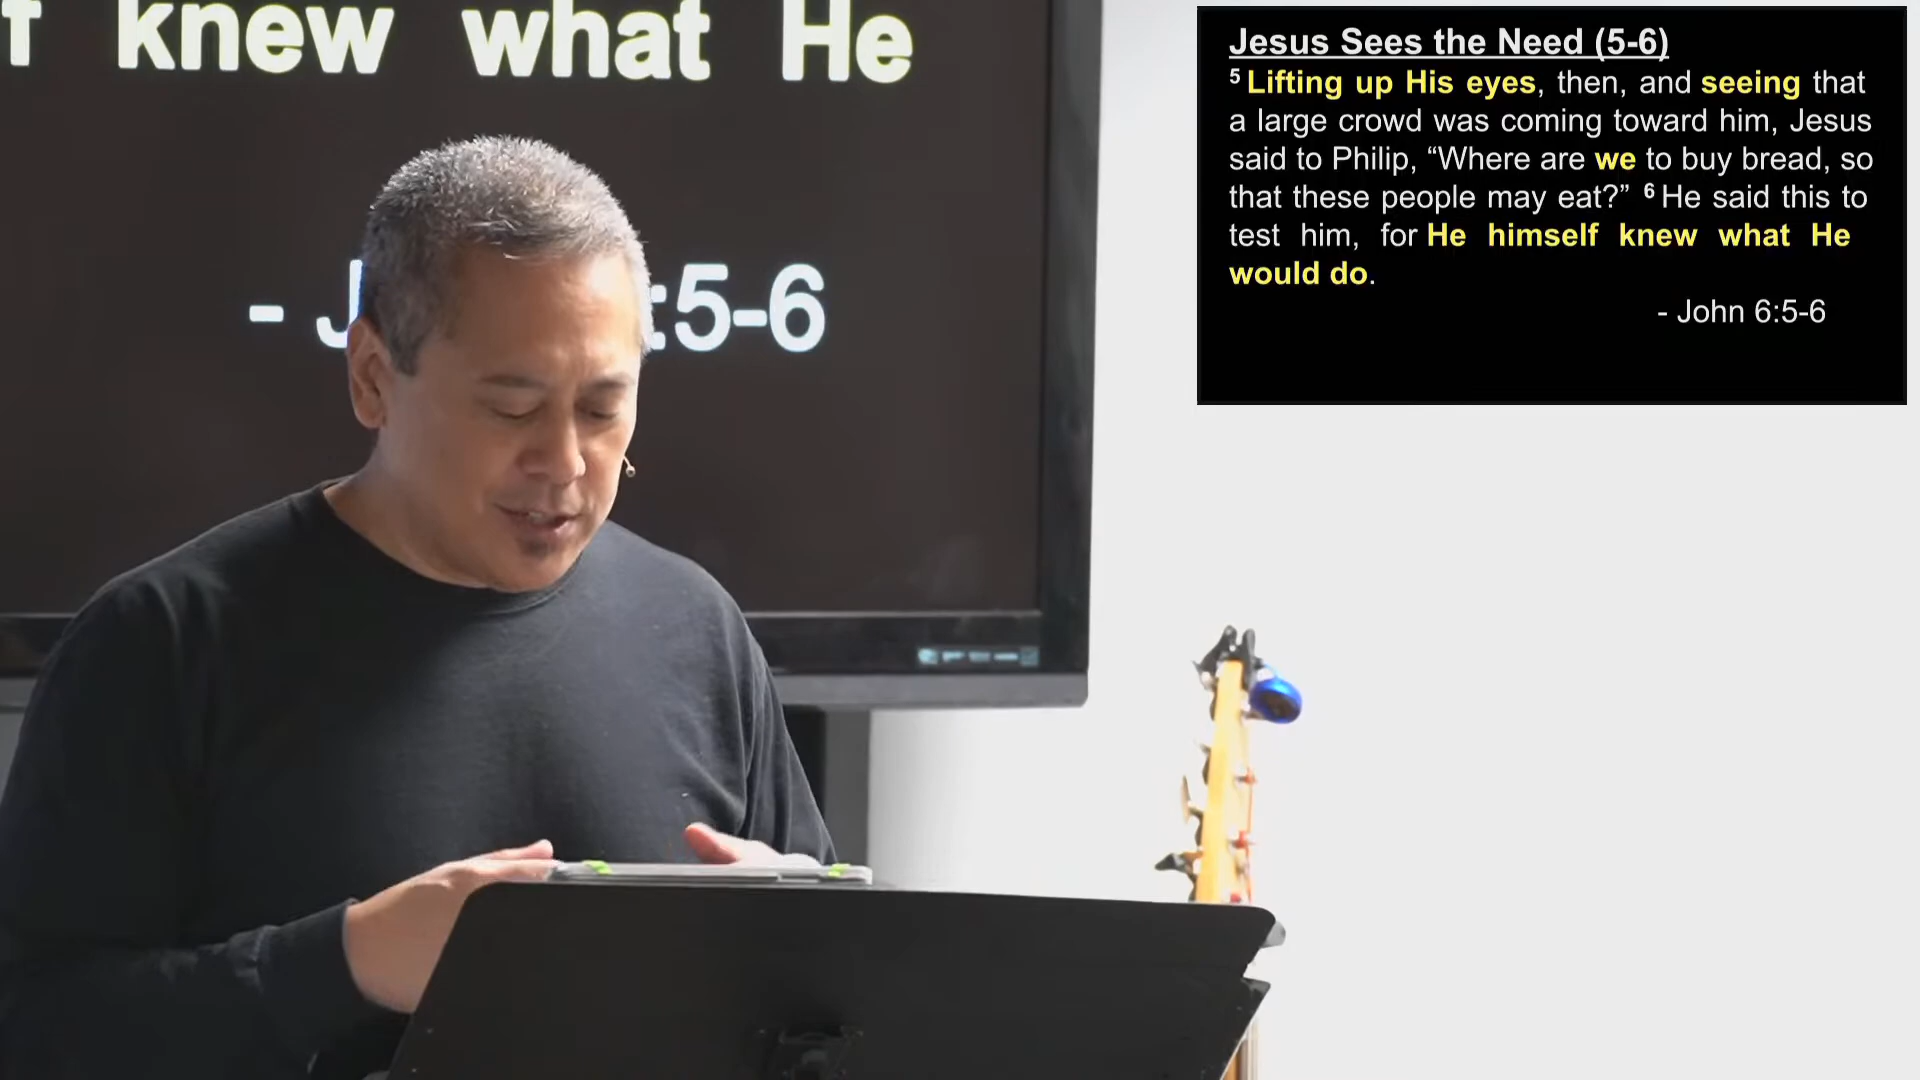 knew what He
:5-6
Jesus Sees the Need (5-6)
5 Lifting up His eyes, then, and seeing that
a large crowd was coming toward him, Jesus
said to Philip, “Where are we to buy bread, so
that these people may eat?” 6 He said this to
test him, for He himself knew what He
would do.
- John 6:5-6